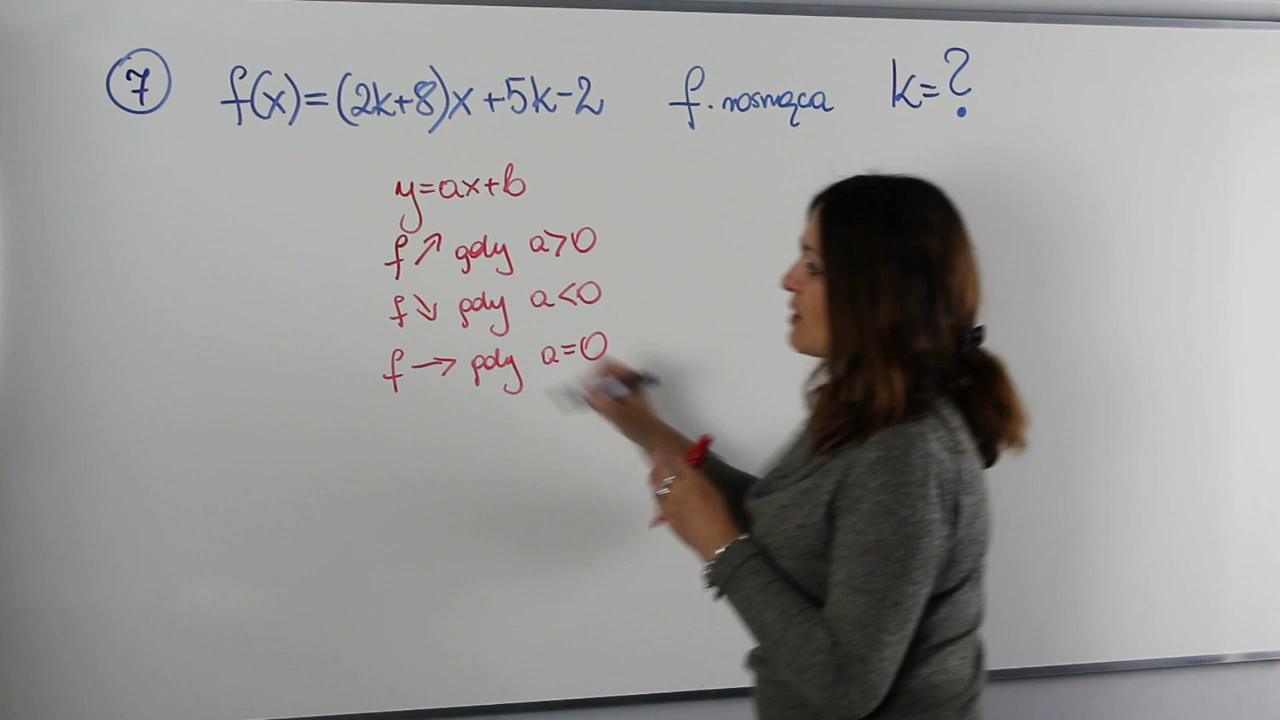 7 f(x)=(2k+8)x+5k-2 f. rosnąca k=?
y=ax+b
f ↗ gdy a>0
f ↘ gdy a<0
f → gdy a=0